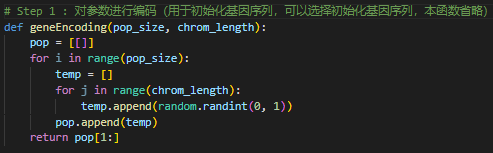 # Step 1 : 对参数进行编码（用于初始化基因序列，可以选择初始化基因序列，本函数省略）
def geneEncoding(pop_size, chrom_length):
    pop = [[]]
    for i in range(pop_size):
        temp = []
        for j in range(chrom_length):
            temp.append(random.randint(0, 1))
        pop.append(temp)
    return pop[1:]